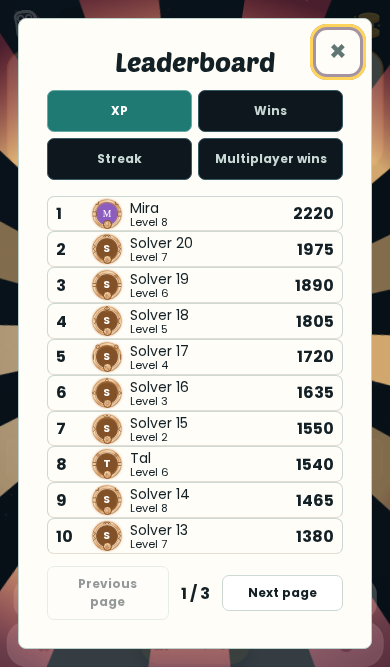 Leaderboard
✖
XP
Wins
Streak
Multiplayer wins
1 M Mira 2220
Level 8
2 S Solver 20 1975
Level 7
3 S Solver 19 1890
Level 6
4 S Solver 18 1805
Level 5
5 S Solver 17 1720
Level 4
6 S Solver 16 1635
Level 3
7 S Solver 15 1550
Level 2
8 T Tal 1540
Level 6
9 S Solver 14 1465
Level 8
10 S Solver 13 1380
Level 7
Previous
page
1 / 3
Next page